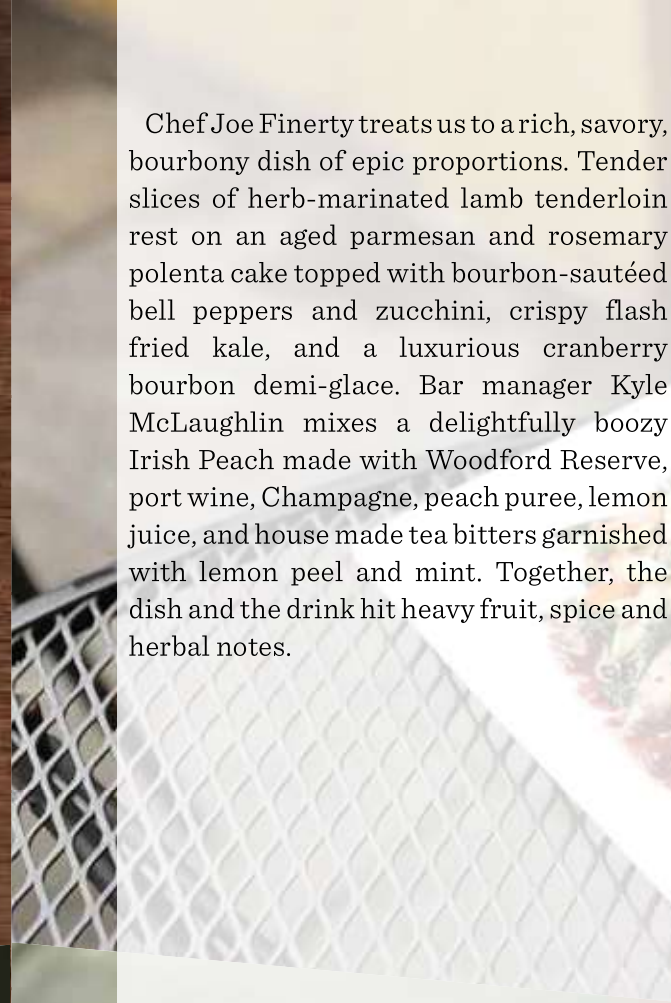 Chef Joe Finerty treats us to a rich, savory,
bourbony dish of epic proportions. Tender
slices of herb-marinated lamb tenderloin
rest on an aged parmesan and rosemary
polenta cake topped with bourbon-sautéed
bell peppers and zucchini, crispy flash
fried kale, and a luxurious cranberry
bourbon demi-glace. Bar manager Kyle
McLaughlin mixes a delightfully boozy
Irish Peach made with Woodford Reserve,
port wine, Champagne, peach puree, lemon
juice, and house made tea bitters garnished
with lemon peel and mint. Together, the
dish and the drink hit heavy fruit, spice and
herbal notes.